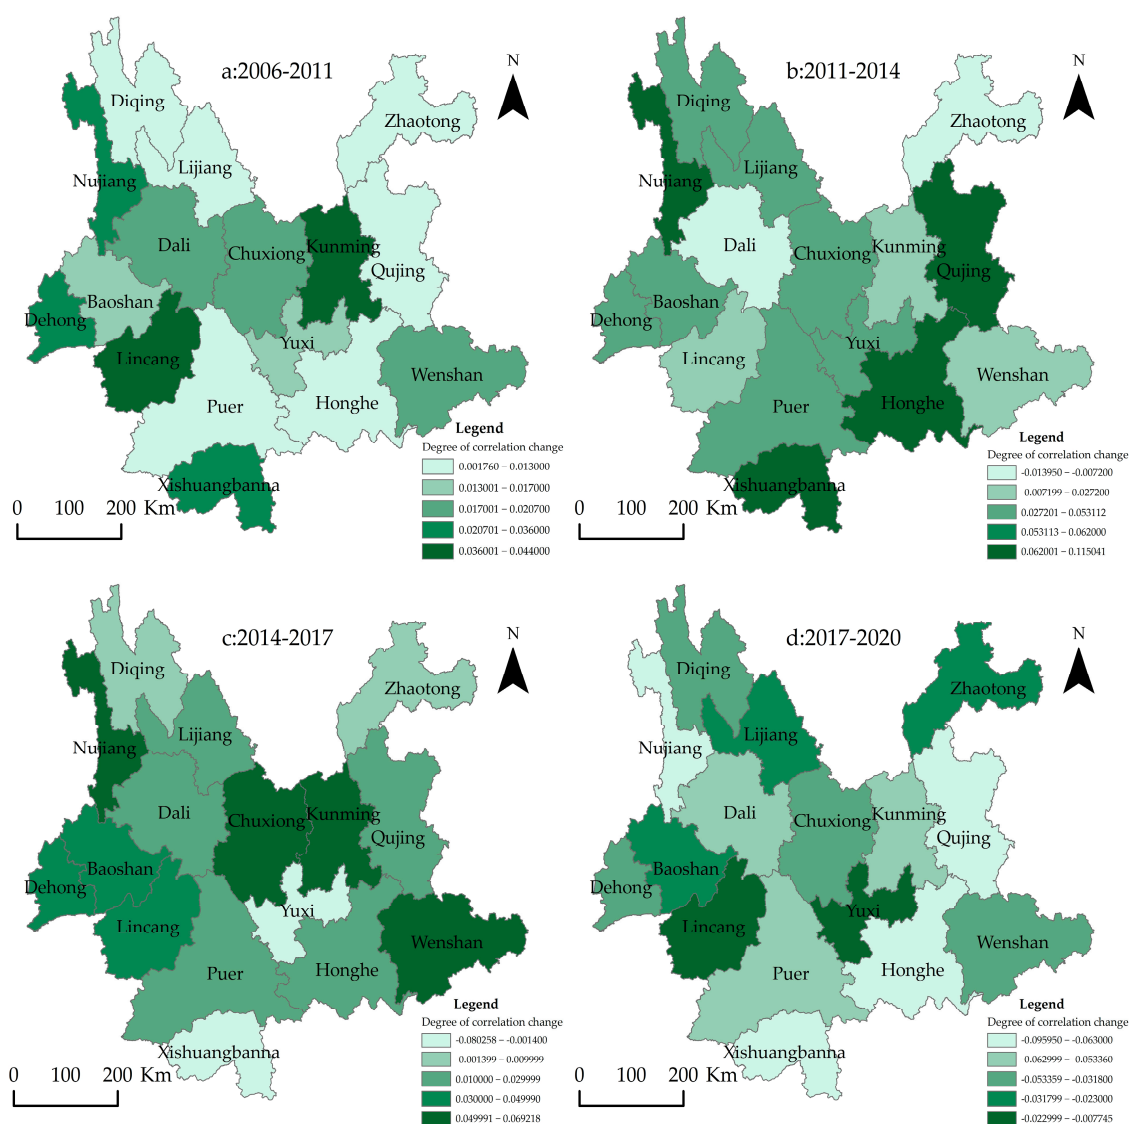 a:2006-2011
N
Diqing
Zhaotong
Lijiang
Nujiang
Dali
Chuxiong
Kunming
Qujing
Baoshan
Dehong
Yuxi
Lincang
Wenshan
Puer
Honghe
Xishuangbanna
0 100 200 Km
Legend
Degree of correlation change
0.001760 – 0.013000
0.013001 – 0.017000
0.017001 – 0.020700
0.020701 – 0.036000
0.036001 – 0.044000
b:2011-2014
N
Diqing
Zhaotong
Lijiang
Nujiang
Dali
Chuxiong
Kunming
Qujing
Baoshan
Dehong
Yuxi
Lincang
Wenshan
Puer
Honghe
Xishuangbanna
0 100 200 Km
Legend
Degree of correlation change
-0.013950 – -0.007200
0.007199 – 0.027200
0.027201 – 0.053112
0.053113 – 0.062000
0.062001 – 0.115041
c:2014-2017
N
Diqing
Zhaotong
Lijiang
Nujiang
Dali
Chuxiong
Kunming
Qujing
Baoshan
Dehong
Yuxi
Lincang
Wenshan
Puer
Honghe
Xishuangbanna
0 100 200 Km
Legend
Degree of correlation change
-0.080258 – -0.001400
0.001399 – 0.009999
0.010000 – 0.029999
0.030000 – 0.049990
0.049991 – 0.069218
d:2017-2020
N
Diqing
Zhaotong
Lijiang
Nujiang
Dali
Chuxiong
Kunming
Qujing
Baoshan
Dehong
Yuxi
Lincang
Wenshan
Puer
Honghe
Xishuangbanna
0 100 200 Km
Legend
Degree of correlation change
-0.095950 – -0.063000
0.062999 – -0.053360
-0.053359 – -0.031800
-0.031799 – -0.023000
-0.022999 – -0.007745